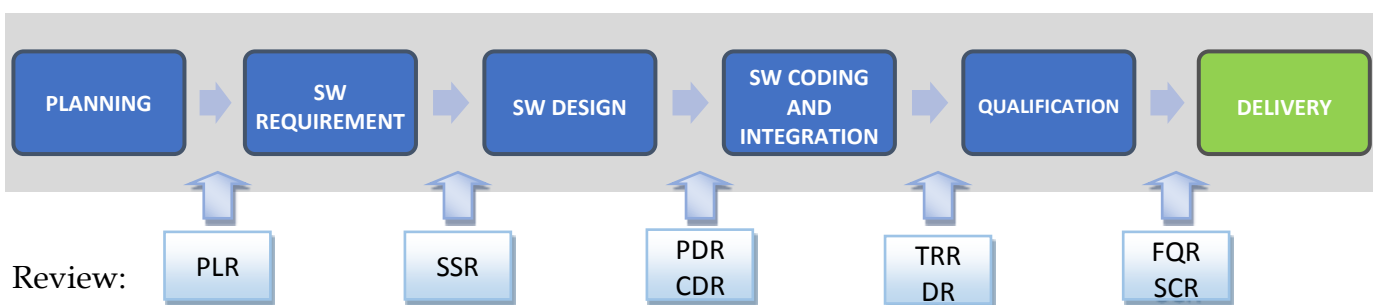 PLANNING
SW
REQUIREMENT
SW DESIGN
SW CODING
AND
INTEGRATION
QUALIFICATION
DELIVERY
Review:
PLR
SSR
PDR
CDR
TRR
DR
FQR
SCR